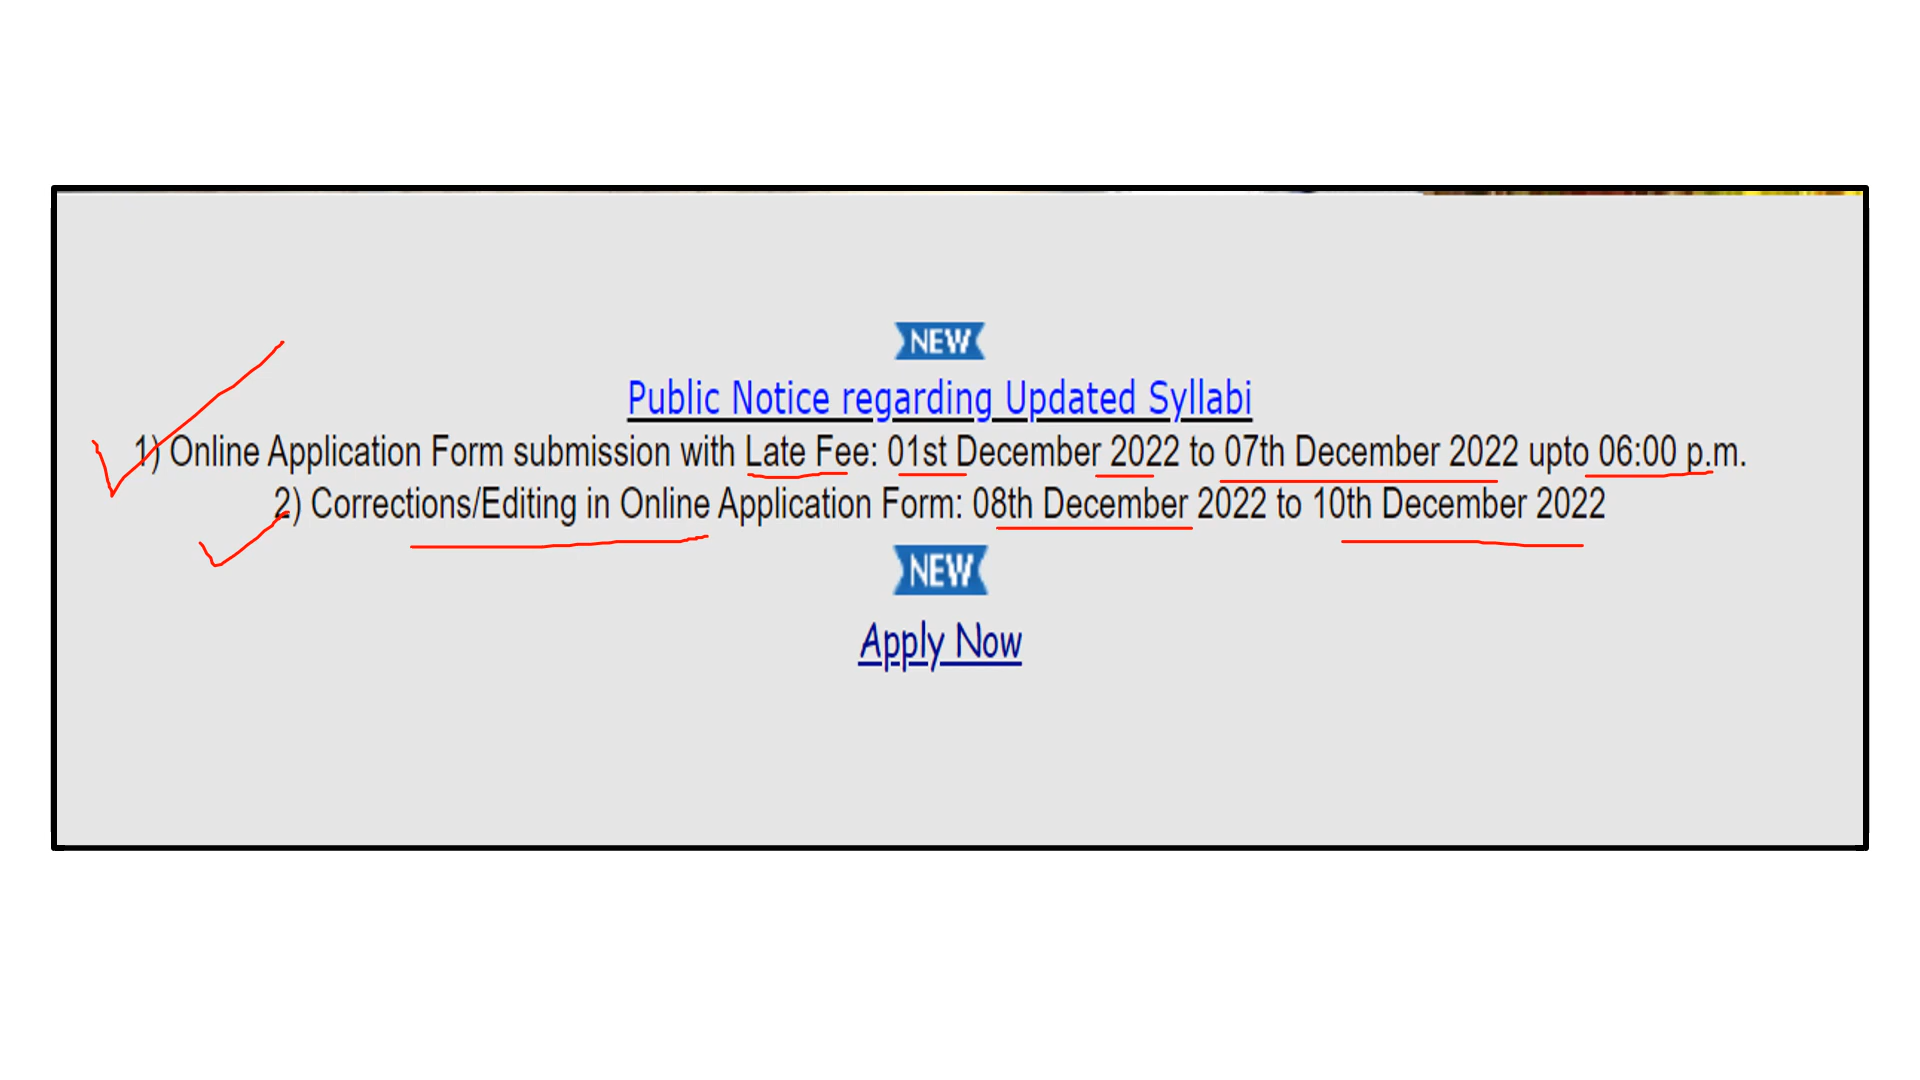 NEW
Public Notice regarding Updated Syllabi
1) Online Application Form submission with Late Fee: 01st December 2022 to 07th December 2022 upto 06:00 p.m.
2) Corrections/Editing in Online Application Form: 08th December 2022 to 10th December 2022
NEW
Apply Now